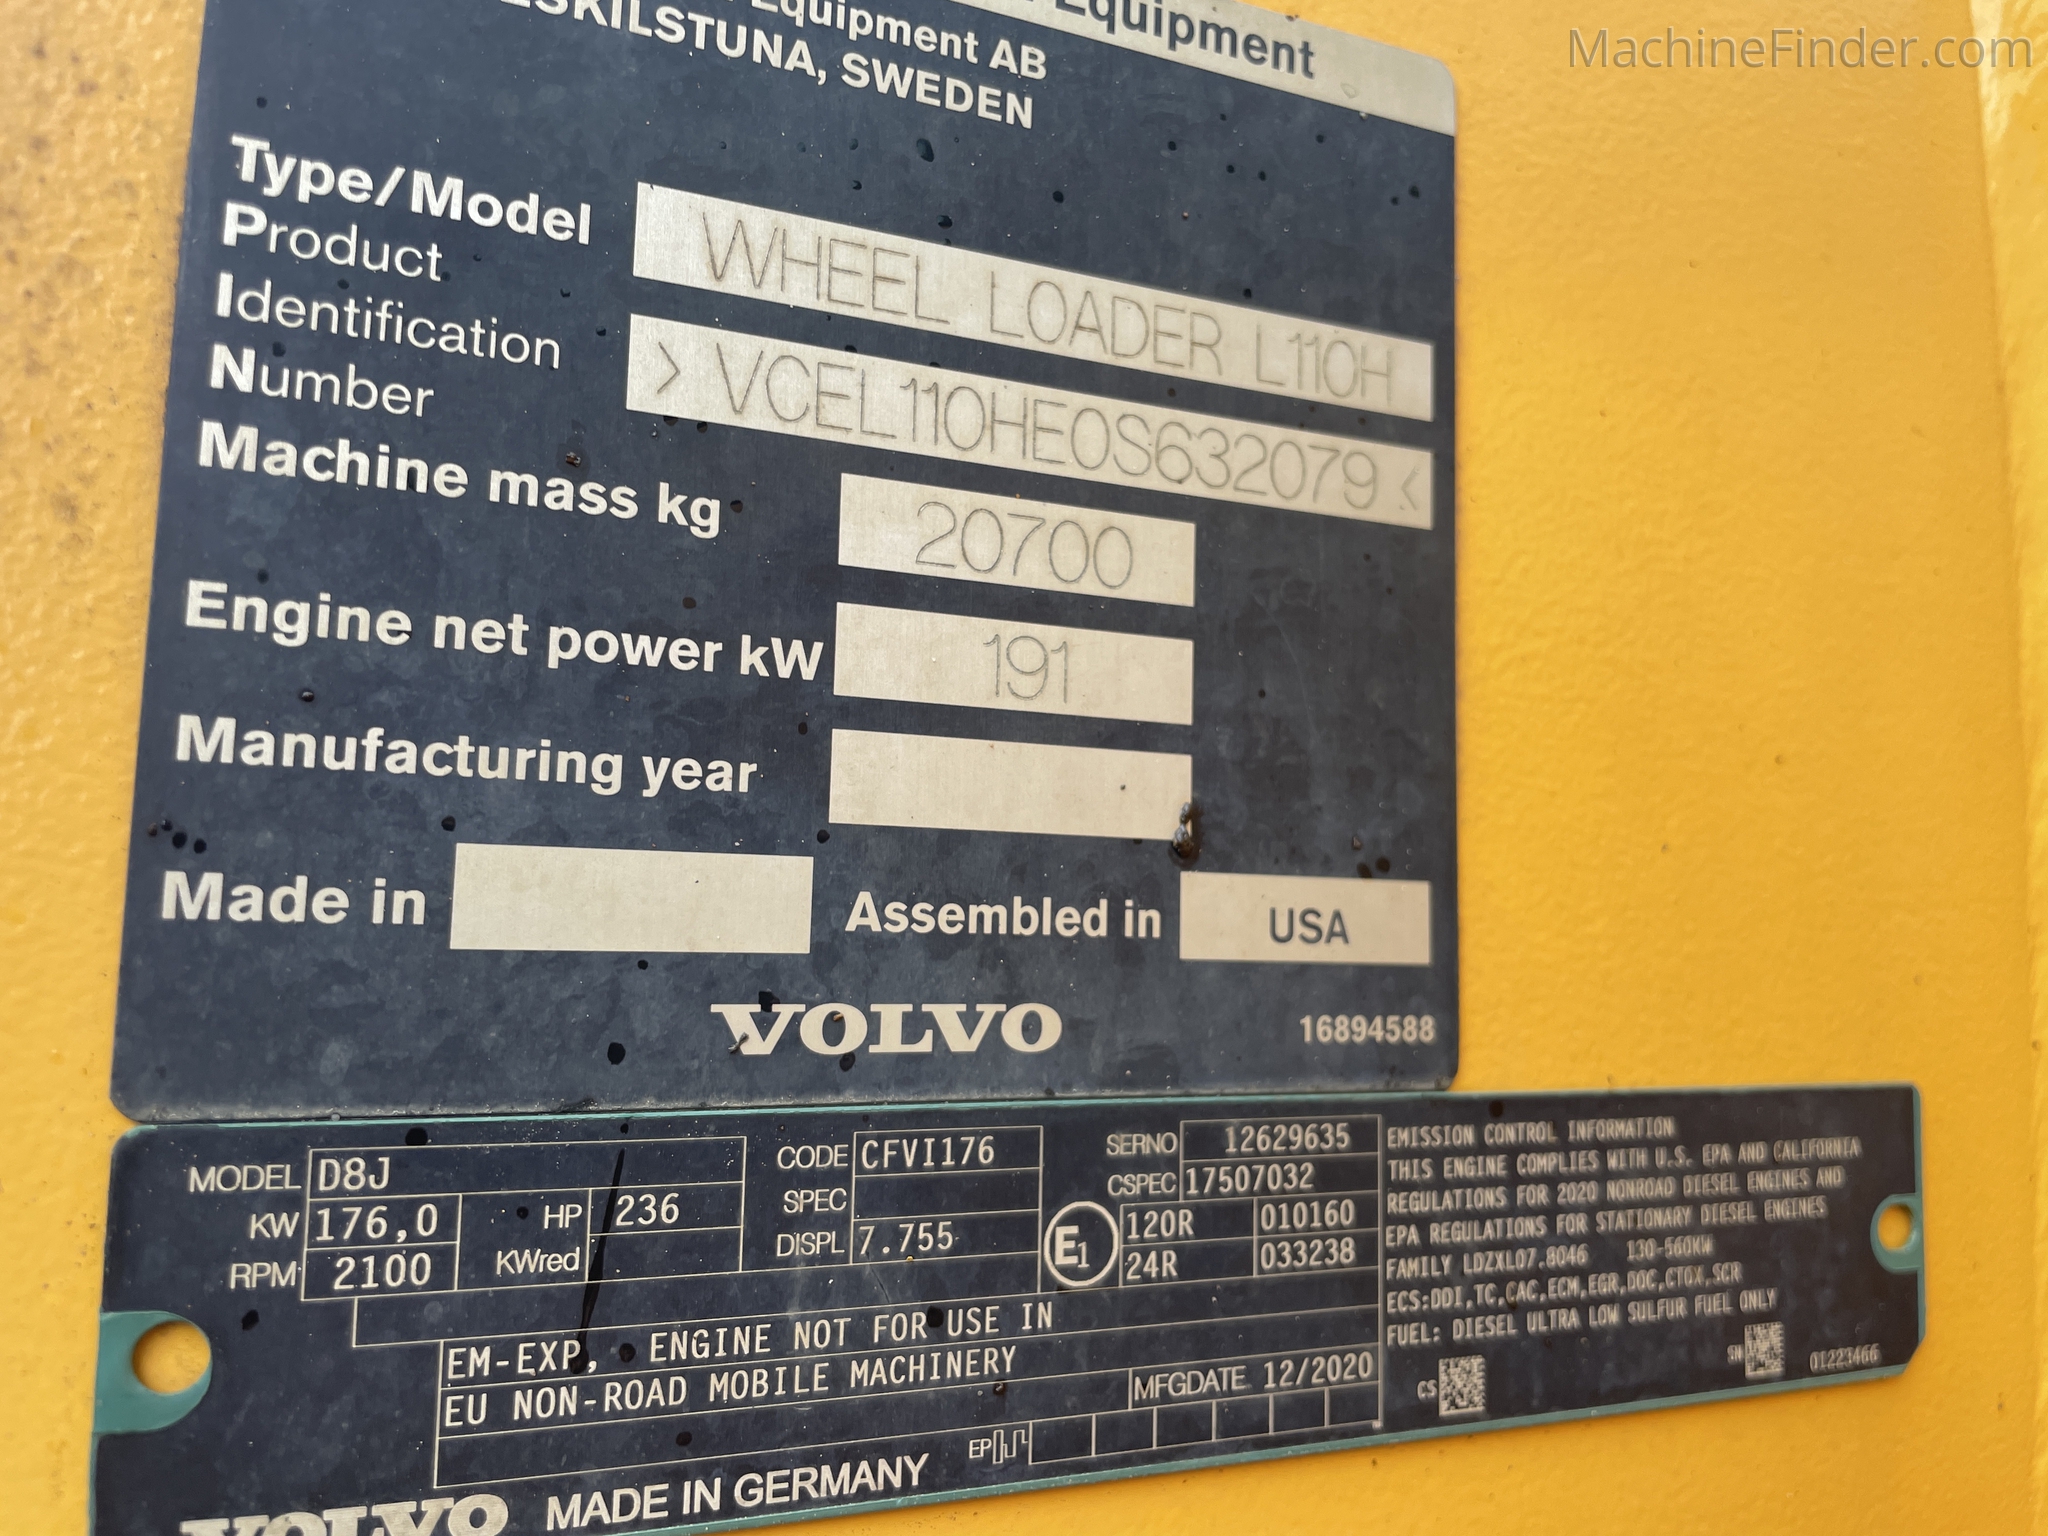 Equipment
Equipment AB
ESKILSTUNA, SWEDEN
Type/Model WHEEL LOADER L110H
Product
Identification > VCEL110HE0S632079 <
Number
Machine mass kg 20700
Engine net power kW 191
Manufacturing year
Made in Assembled in USA
VOLVO 16894588
MODEL D8J CODE CFVI176 SERNO 12629635
KW 176,0 HP 236 SPEC CSPEC 17507032
RPM 2100 KWred DISPL 7.755 E1 120R 010160
24R 033238
EM-EXP, ENGINE NOT FOR USE IN
EU NON-ROAD MOBILE MACHINERY
MFGDATE 12/2020
EP
VOLVO MADE IN GERMANY
EMISSION CONTROL INFORMATION
THIS ENGINE COMPLIES WITH U.S. EPA AND CALIFORNIA
REGULATIONS FOR 2020 NONROAD DIESEL ENGINES AND
EPA REGULATIONS FOR STATIONARY DIESEL ENGINES
FAMILY LDZXL07.8046 130-560KW
ECS:DDI,TC,CAC,ECM,EGR,DOC,CTOX,SCR
FUEL: DIESEL ULTRA LOW SULFUR FUEL ONLY
CS SN 01223466
MachineFinder.com